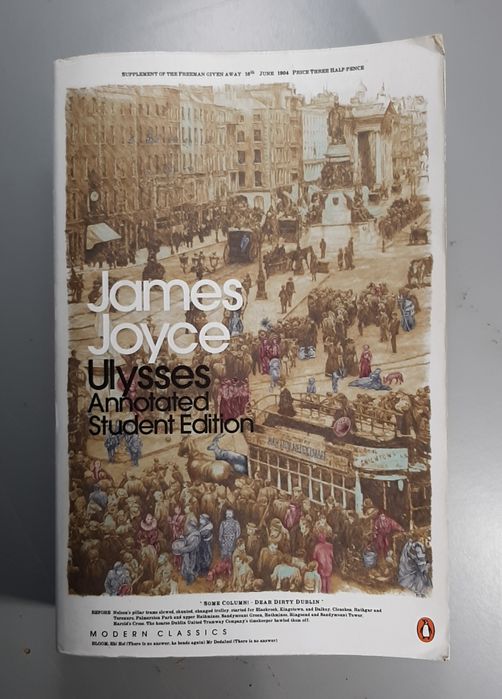 SUPPLEMENT OF THE FREEMAN GIVEN AWAY 16th JUNE 1904 PRICE THREE HALF-PENCE
James
Joyce
Ulysses
Annotated
Student Edition
"SOME COLUMN! - DEAR DIRTY DUBLIN"
BEFORE Nelson's pillar trams slowed, shunted, changed trolley, started for Blackrock, Kingstown, and Dalkey, Clonskea, Rathgar and
Terenure, Palmerston Park and upper Rathmines, Sandymount Green, Rathmines, Ringsend and Sandymount Tower,
Harold's Cross. The hoarse Dublin United Tramway Company's timekeeper bawled them off.
MODERN CLASSICS
BLOOM, Eh! Ho! (There is no answer; he bends again) Mr Dedalus! (There is no answer)